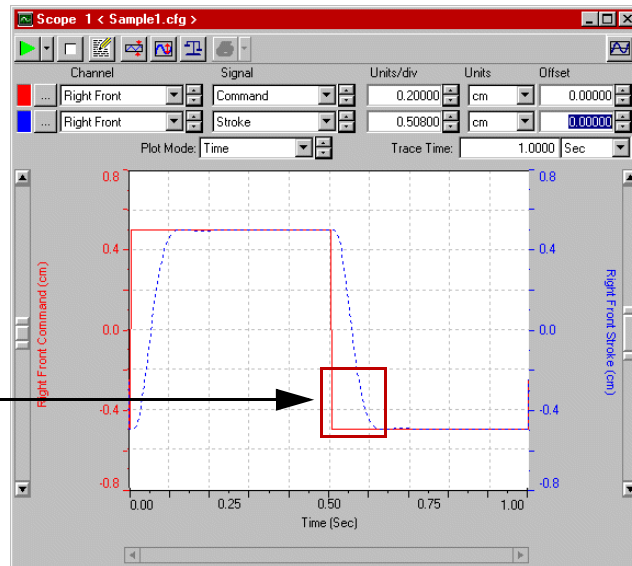 Scope 1 < Sample1.cfg >
Channel Signal Units/div Units Offset
... Right Front Command 0.20000 cm 0.00000
... Right Front Stroke 0.50800 cm 0.00000
Plot Mode: Time Trace Time: 1.0000 Sec
0.8 0.8
0.4 0.4
0.0 0.0
-0.4 -0.4
-0.8 -0.8
Right Front Command (cm)
Right Front Stroke (cm)
0.00 0.25 0.50 0.75 1.00
Time (Sec)